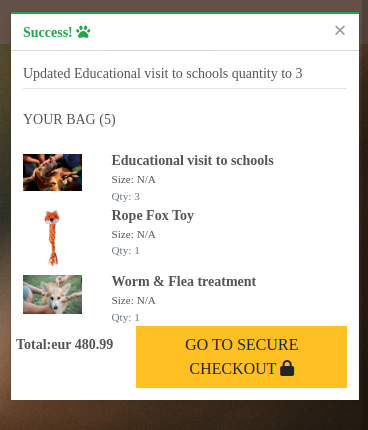 Success!
×
Updated Educational visit to schools quantity to 3
YOUR BAG (5)
Educational visit to schools
Size: N/A
Qty: 3
Rope Fox Toy
Size: N/A
Qty: 1
Worm & Flea treatment
Size: N/A
Qty: 1
Total:eur 480.99
GO TO SECURE
CHECKOUT